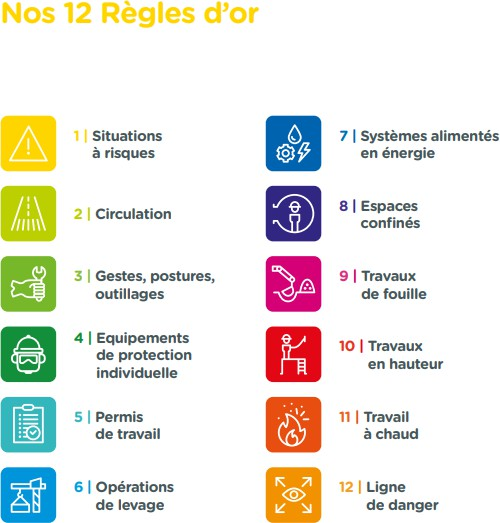 Nos 12 Règles d'or
1 | Situations
à risques
2 | Circulation
3 | Gestes, postures,
outillages
4 | Equipements
de protection
individuelle
5 | Permis
de travail
6 | Opérations
de levage
7 | Systèmes alimentés
en énergie
8 | Espaces
confinés
9 | Travaux
de fouille
10 | Travaux
en hauteur
11 | Travail
à chaud
12 | Ligne
de danger